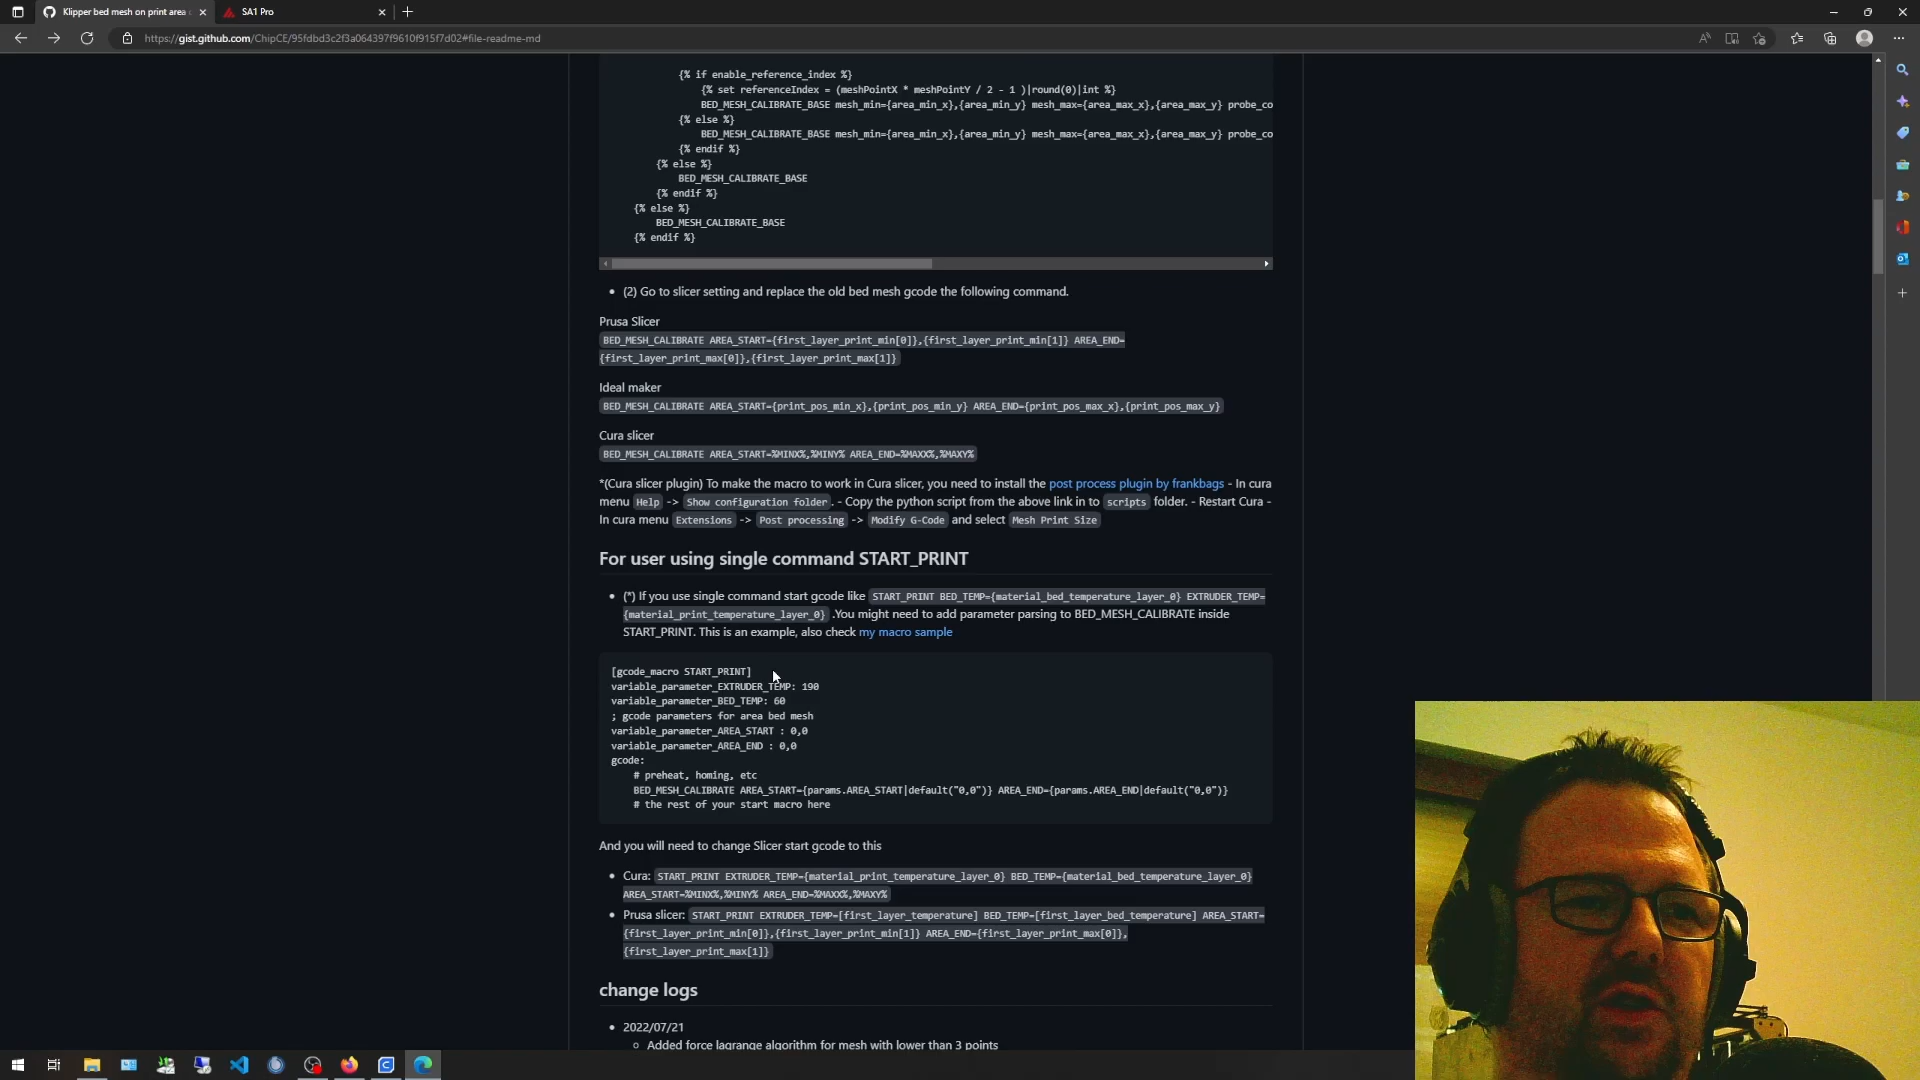 Klipper bed mesh on print area
SA1 Pro
https://gist.github.com/ChipCE/95fdbd3c2f3a064397f9610f915f7d02#file-readme-md
{% if enable_reference_index %}
{% set referenceIndex = (meshPointX * meshPointY / 2 - 1 )|round(0)|int %}
BED_MESH_CALIBRATE_BASE mesh_min={area_min_x},{area_min_y} mesh_max={area_max_x},{area_max_y} probe_co
{% else %}
BED_MESH_CALIBRATE_BASE mesh_min={area_min_x},{area_min_y} mesh_max={area_max_x},{area_max_y} probe_co
{% endif %}
{% else %}
BED_MESH_CALIBRATE_BASE
{% endif %}
{% else %}
BED_MESH_CALIBRATE_BASE
{% endif %}
• (2) Go to slicer setting and replace the old bed mesh gcode the following command.
Prusa Slicer
BED_MESH_CALIBRATE AREA_START={first_layer_print_min[0]},{first_layer_print_min[1]} AREA_END=
{first_layer_print_max[0]},{first_layer_print_max[1]}
Ideal maker
BED_MESH_CALIBRATE AREA_START={print_pos_min_x},{print_pos_min_y} AREA_END={print_pos_max_x},{print_pos_max_y}
Cura slicer
BED_MESH_CALIBRATE AREA_START=%MINX%,%MINY% AREA_END=%MAXX%,%MAXY%
*(Cura slicer plugin) To make the macro to work in Cura slicer, you need to install the post process plugin by frankbags - In cura
menu Help -> Show configuration folder . - Copy the python script from the above link in to scripts folder. - Restart Cura -
In cura menu Extensions -> Post processing -> Modify G-Code and select Mesh Print Size
For user using single command START_PRINT
• (*) If you use single command start gcode like START_PRINT BED_TEMP={material_bed_temperature_layer_0} EXTRUDER_TEMP=
{material_print_temperature_layer_0} .You might need to add parameter parsing to BED_MESH_CALIBRATE inside
START_PRINT. This is an example, also check my macro sample
[gcode_macro START_PRINT]
variable_parameter_EXTRUDER_TEMP: 190
variable_parameter_BED_TEMP: 60
; gcode parameters for area bed mesh
variable_parameter_AREA_START : 0,0
variable_parameter_AREA_END : 0,0
gcode:
# preheat, homing, etc
BED_MESH_CALIBRATE AREA_START={params.AREA_START|default("0,0")} AREA_END={params.AREA_END|default("0,0")}
# the rest of your start macro here
And you will need to change Slicer start gcode to this
• Cura: START_PRINT EXTRUDER_TEMP={material_print_temperature_layer_0} BED_TEMP={material_bed_temperature_layer_0}
AREA_START=%MINX%,%MINY% AREA_END=%MAXX%,%MAXY%
• Prusa slicer: START_PRINT EXTRUDER_TEMP=[first_layer_temperature] BED_TEMP=[first_layer_bed_temperature] AREA_START=
{first_layer_print_min[0]},{first_layer_print_min[1]} AREA_END={first_layer_print_max[0]},
{first_layer_print_max[1]}
change logs
• 2022/07/21
Added force lagrange algorithm for mesh with lower than 3 points